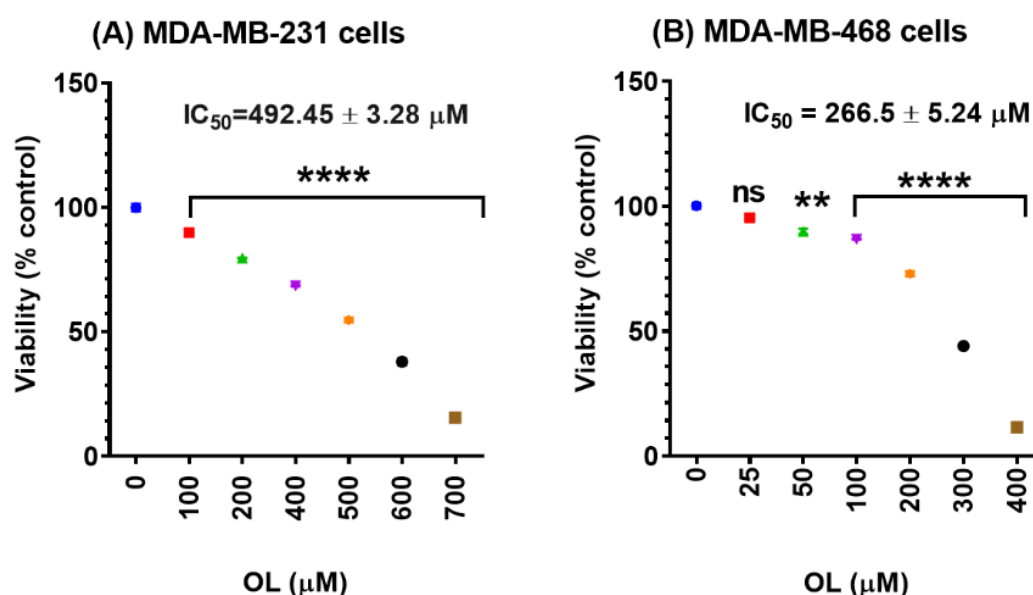 (A) MDA-MB-231 cells
150
100
50
0
Viability (% control)
IC50=492.45 ± 3.28 μM
****
0
100
200
400
500
600
700
OL (μM)
(B) MDA-MB-468 cells
150
100
50
0
Viability (% control)
IC50 = 266.5 ± 5.24 μM
ns
**
****
0
25
50
100
200
300
400
OL (μM)